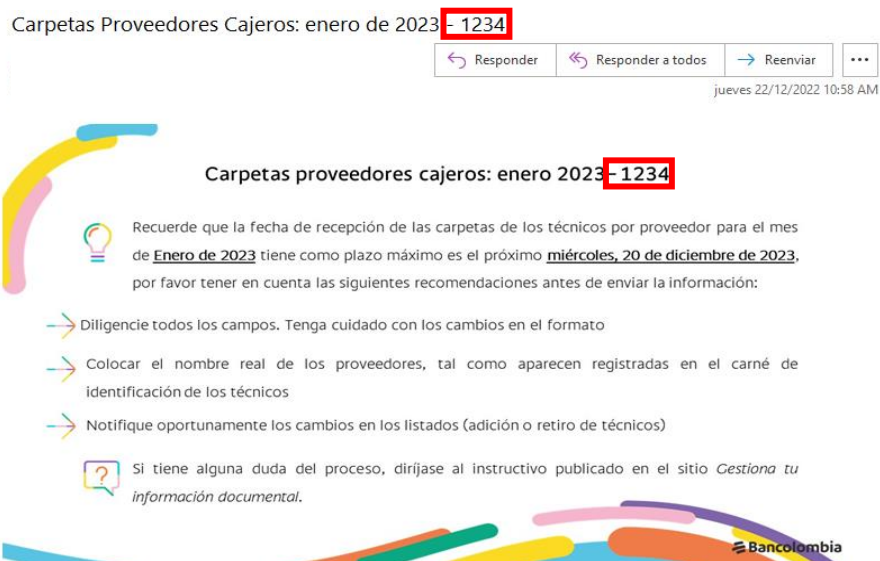 Carpetas Proveedores Cajeros: enero de 2023 - 1234
Responder
Responder a todos
Reenviar
...
jueves 22/12/2022 10:58 AM
Carpetas proveedores cajeros: enero 2023 - 1234
Recuerde que la fecha de recepción de las carpetas de los técnicos por proveedor para el mes
de Enero de 2023 tiene como plazo máximo es el próximo miércoles, 20 de diciembre de 2023,
por favor tener en cuenta las siguientes recomendaciones antes de enviar la información:
Diligencie todos los campos. Tenga cuidado con los cambios en el formato
Colocar el nombre real de los proveedores, tal como aparecen registradas en el carné de
identificación de los técnicos
Notifique oportunamente los cambios en los listados (adición o retiro de técnicos)
?
Si tiene alguna duda del proceso, diríjase al instructivo publicado en el sitio Gestiona tu
información documental.
Bancolombia